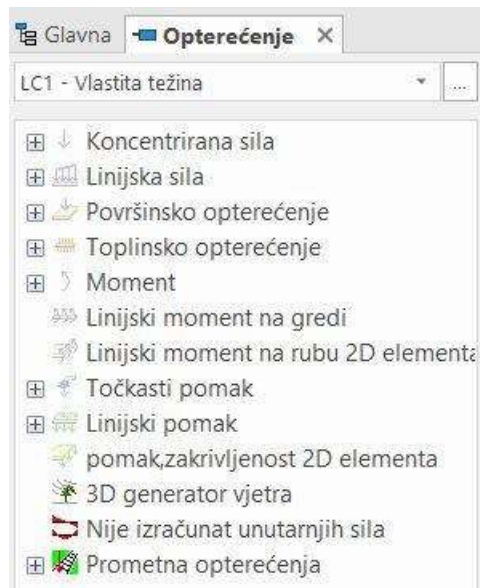 Glavna Opterećenje
LC1 - Vlastita težina ...
Koncentrirana sila
Linijska sila
Površinsko opterećenje
Toplinsko opterećenje
Moment
Linijski moment na gredi
Linijski moment na rubu 2D elementa
Točkasti pomak
Linijski pomak
pomak,zakrivljenost 2D elementa
3D generator vjetra
Nije izračunat unutarnjih sila
Prometna opterećenja